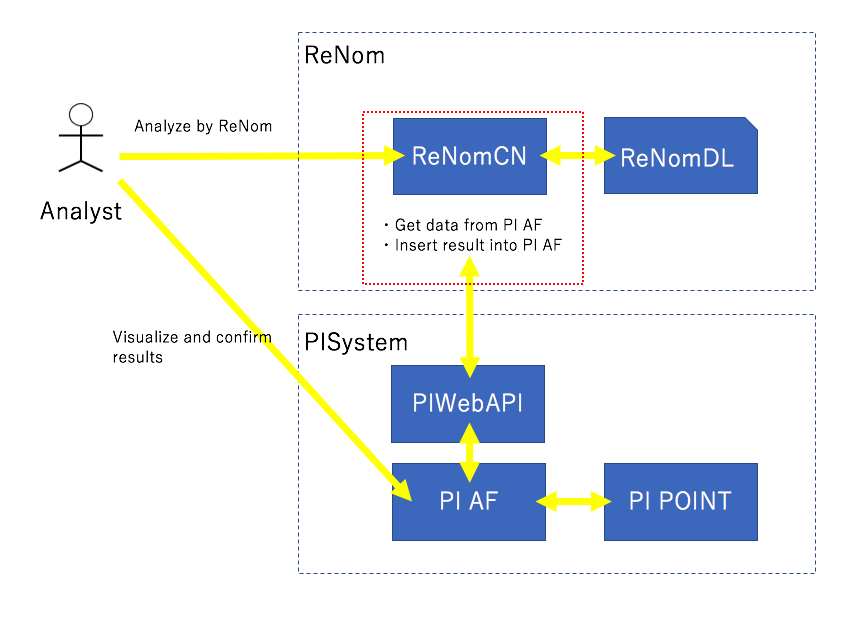 ReNom
Analyze by ReNom
ReNomCN
ReNomDL
Analyst
・Get data from PI AF
・Insert result into PI AF
Visualize and confirm
results
PISystem
PIWebAPI
PI AF
PI POINT